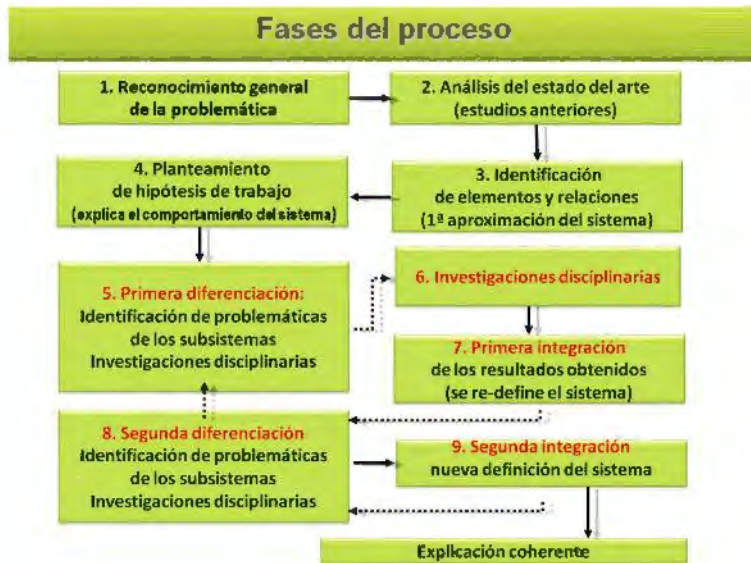 Fases del proceso
1. Reconocimiento general
de la problemática
2. Análisis del estado del arte
(estudios anteriores)
3. Identificación
de elementos y relaciones
(1ª aproximación del sistema)
4. Planteamiento
de hipótesis de trabajo
(explica el comportamiento del sistema)
5. Primera diferenciación:
Identificación de problemáticas
de los subsistemas
Investigaciones disciplinarias
6. Investigaciones disciplinarias
7. Primera integración
de los resultados obtenidos
(se re-define el sistema)
8. Segunda diferenciación
Identificación de problemáticas
de los subsistemas
Investigaciones disciplinarias
9. Segunda integración
nueva definición del sistema
Explicación coherente